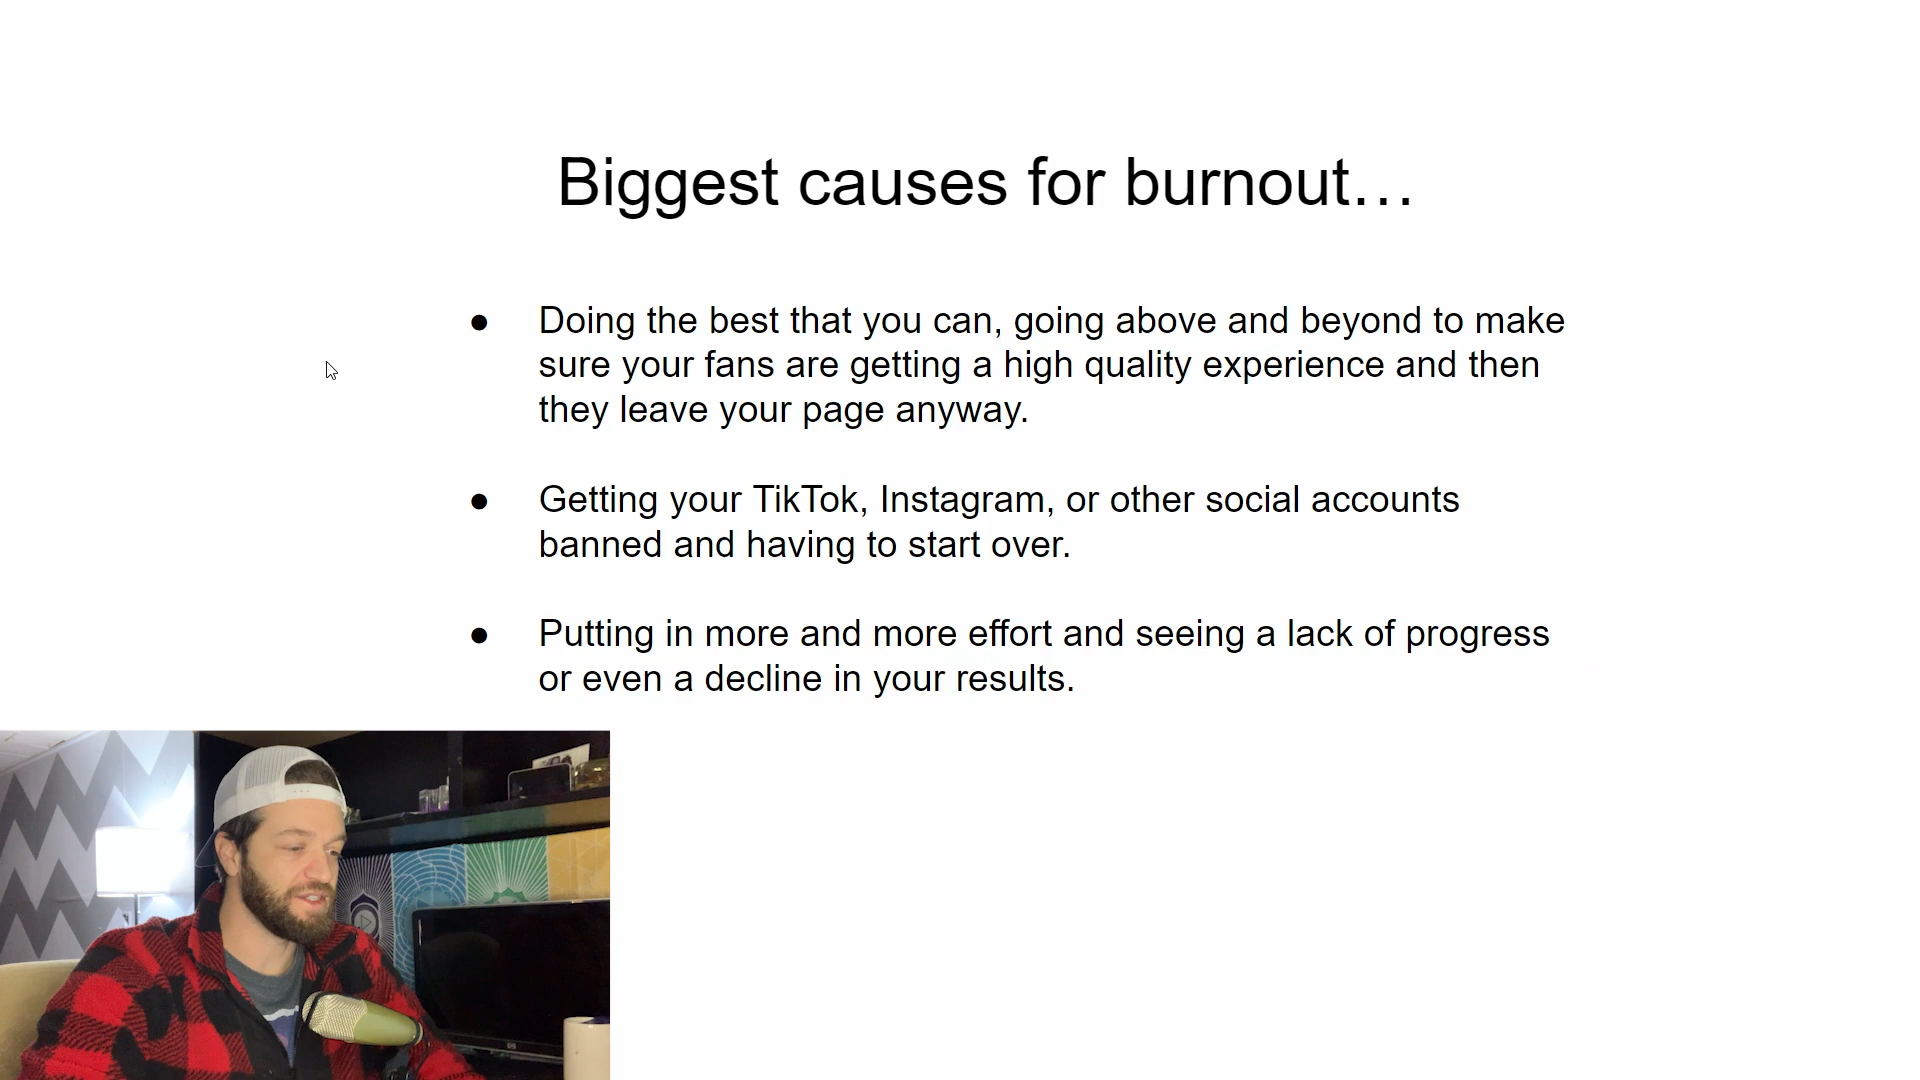 Biggest causes for burnout…
● Doing the best that you can, going above and beyond to make
sure your fans are getting a high quality experience and then
they leave your page anyway.
● Getting your TikTok, Instagram, or other social accounts
banned and having to start over.
● Putting in more and more effort and seeing a lack of progress
or even a decline in your results.